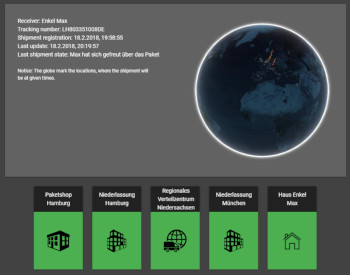 Receiver: Enkel Max
Tracking number: LH803351008DE
Shipment registration: 18.2.2018, 19:58:55
Last update: 18.2.2018, 20:19:57
Last shipment state: Max hat sich gefreut über das Paket
Notice: The globe mark the locations, where the shipment will
be at given times.
Paketshop
Hamburg
Niederlassung
Hamburg
Regionales
Verteilzentrum
Niedersachsen
Niederlassung
München
Haus Enkel
Max